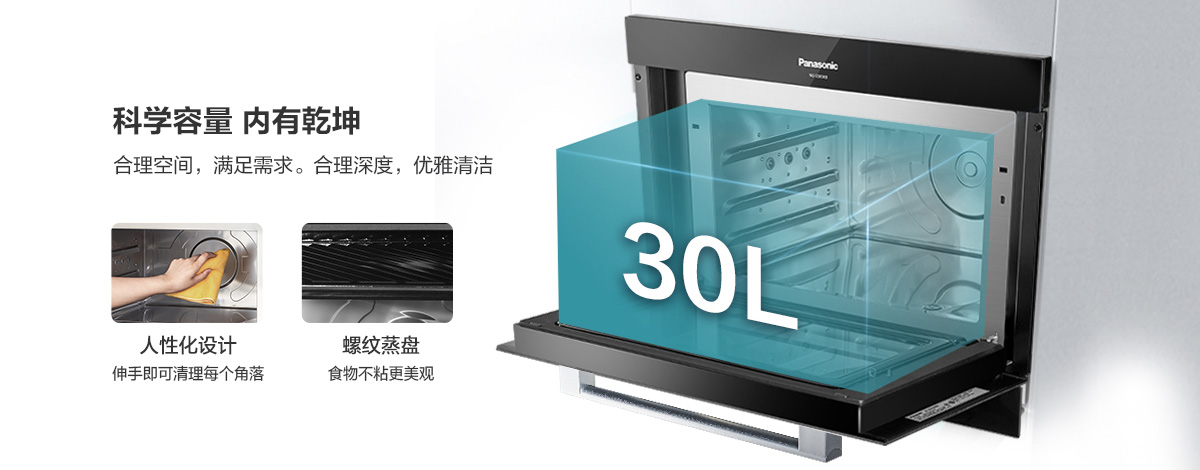 科学容量 内有乾坤
合理空间，满足需求。合理深度，优雅清洁
人性化设计
伸手即可清理每个角落
螺纹蒸盘
食物不粘更美观
Panasonic
30L